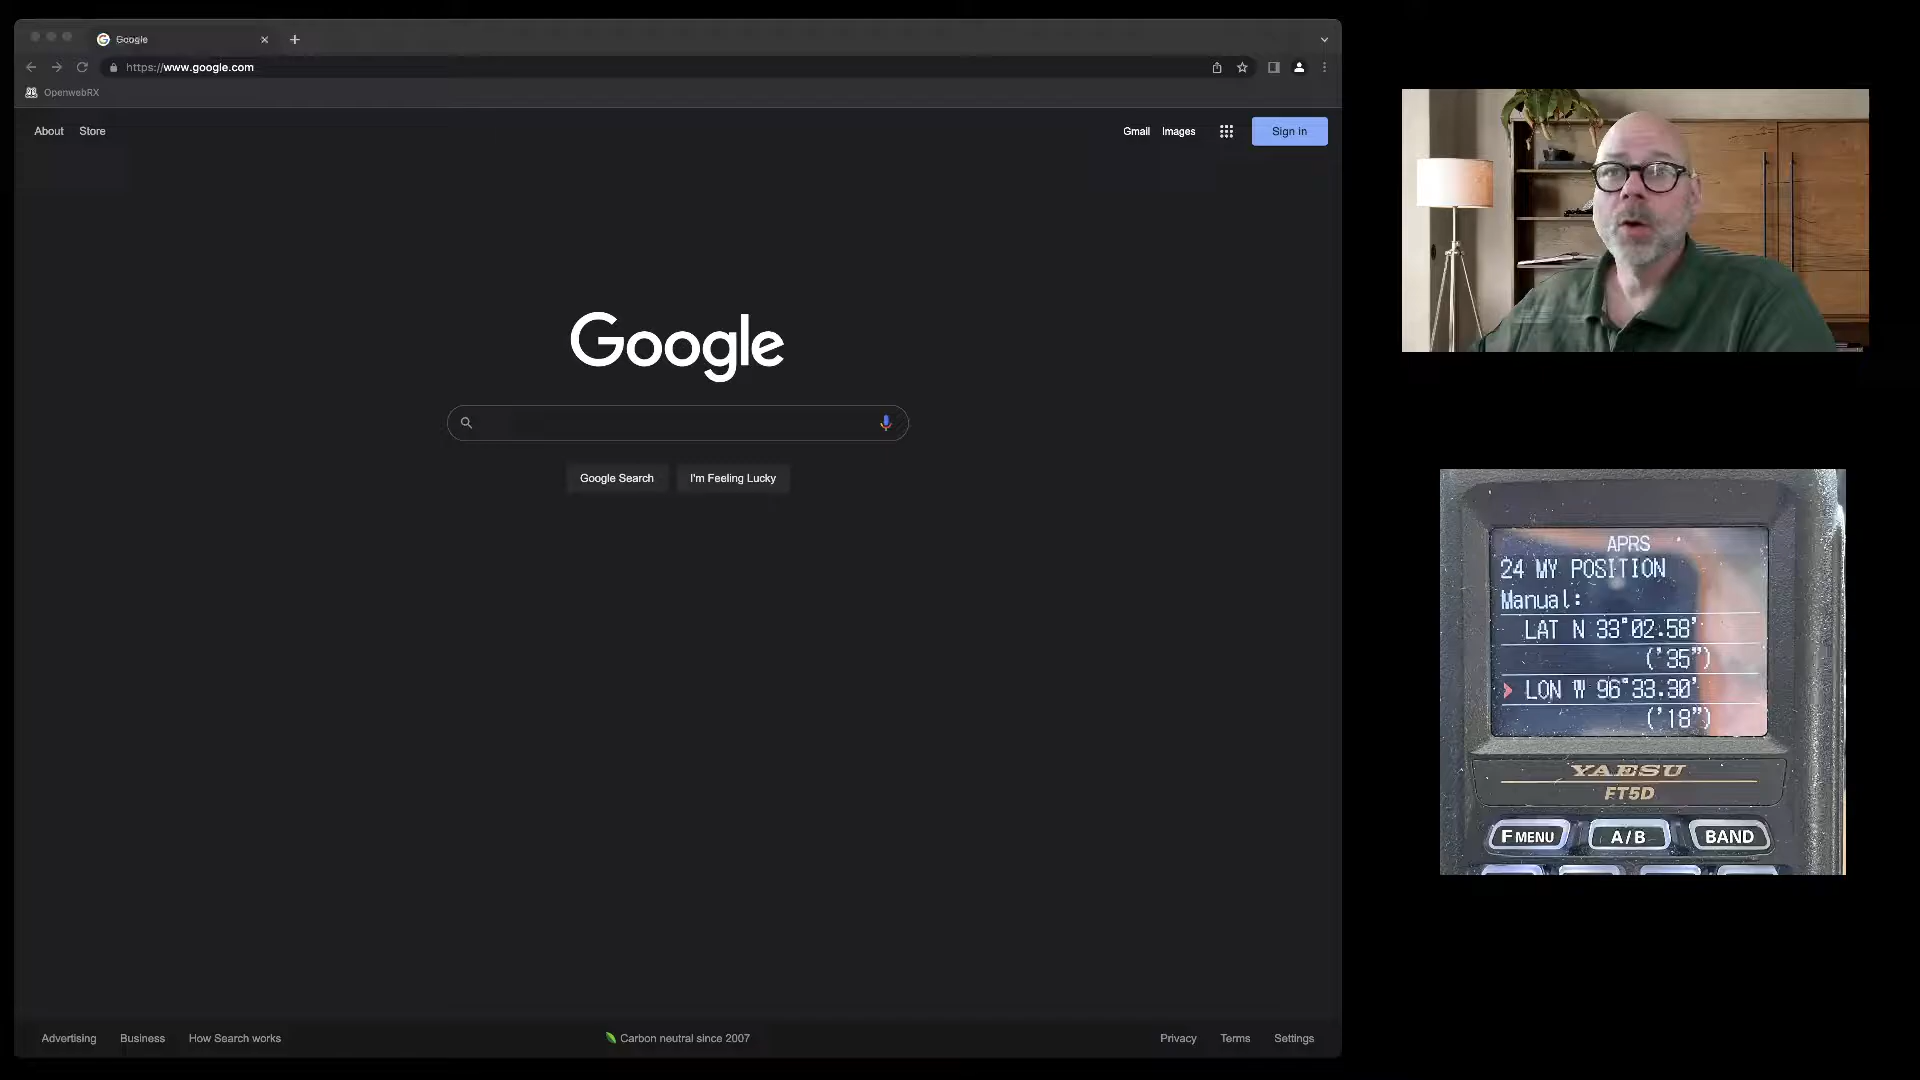 Google
https://www.google.com
OpenwebRX
About Store Gmail Images Sign in
Google
Google Search I'm Feeling Lucky
Advertising Business How Search works Carbon neutral since 2007 Privacy Terms Settings
APRS
24 MY POSITION
Manual:
LAT N 33°02.58'
('35")
LON W 96°33.30'
('18")
YAESU
FT5D
F MENU A/B BAND